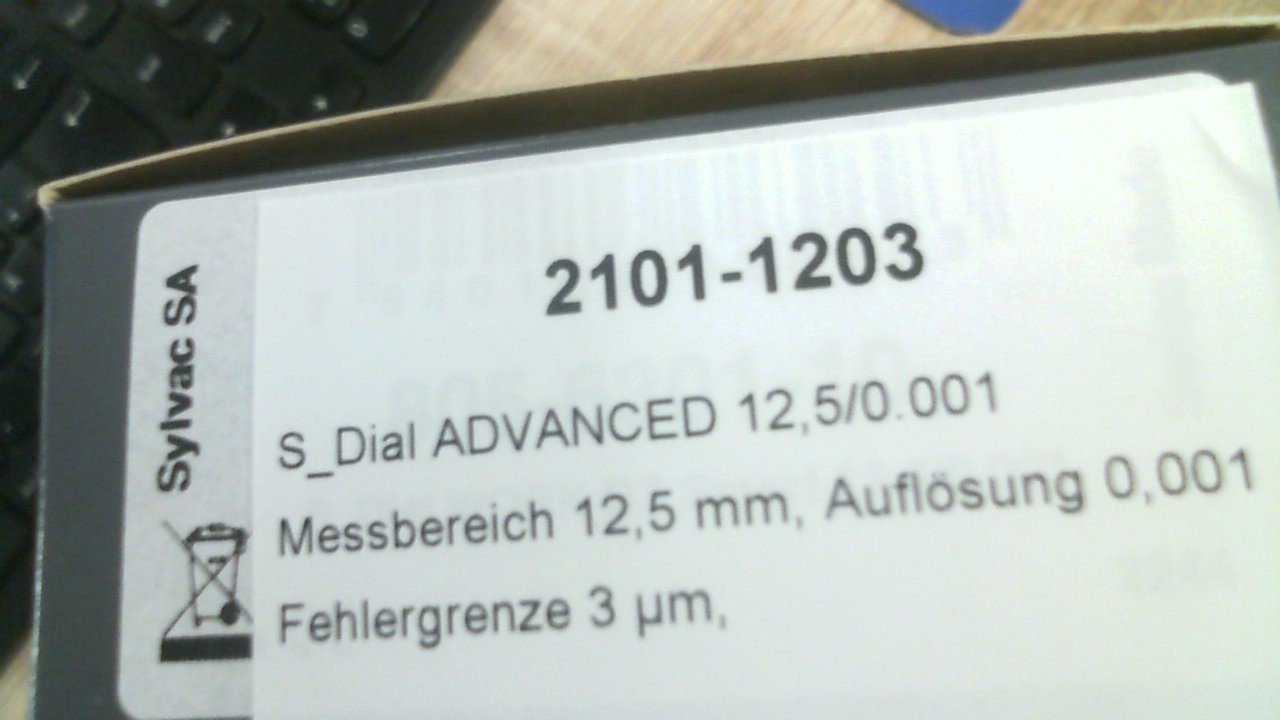 2101-1203
Sylvac SA
S_Dial ADVANCED 12,5/0.001
Messbereich 12,5 mm, Auflösung 0,001
Fehlergrenze 3 µm,